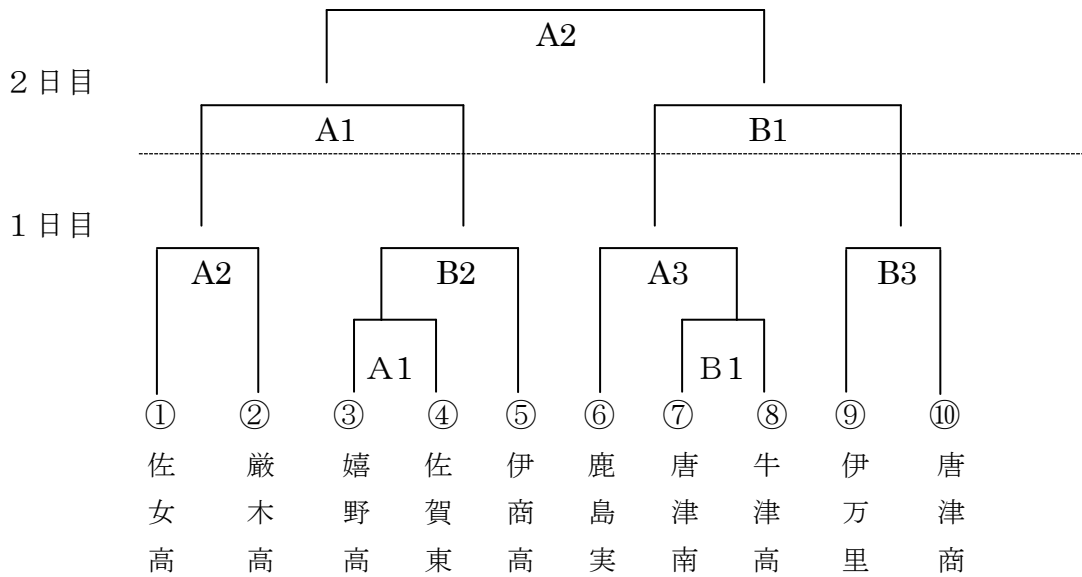 A2
２日目
A1 B1
１日目
A2 B2 A3 B3
A１ B１
① ② ③ ④ ⑤ ⑥ ⑦ ⑧ ⑨ ⑩
佐女高
厳木高
嬉野高
佐賀東
伊商高
鹿島実
唐津南
牛津高
伊万里
唐津商